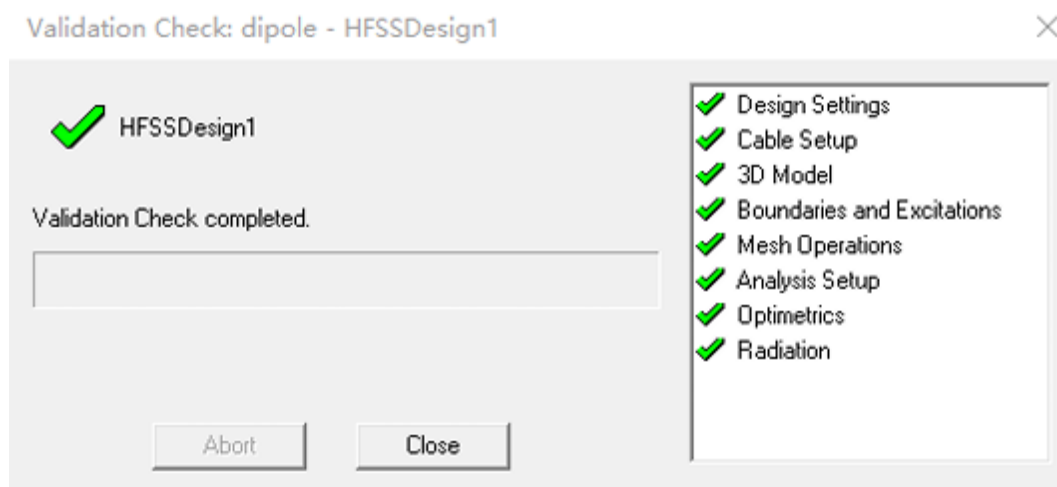 Validation Check: dipole - HFSSDesign1
HFSSDesign1
Validation Check completed.
Abort
Close
Design Settings
Cable Setup
3D Model
Boundaries and Excitations
Mesh Operations
Analysis Setup
Optimetrics
Radiation